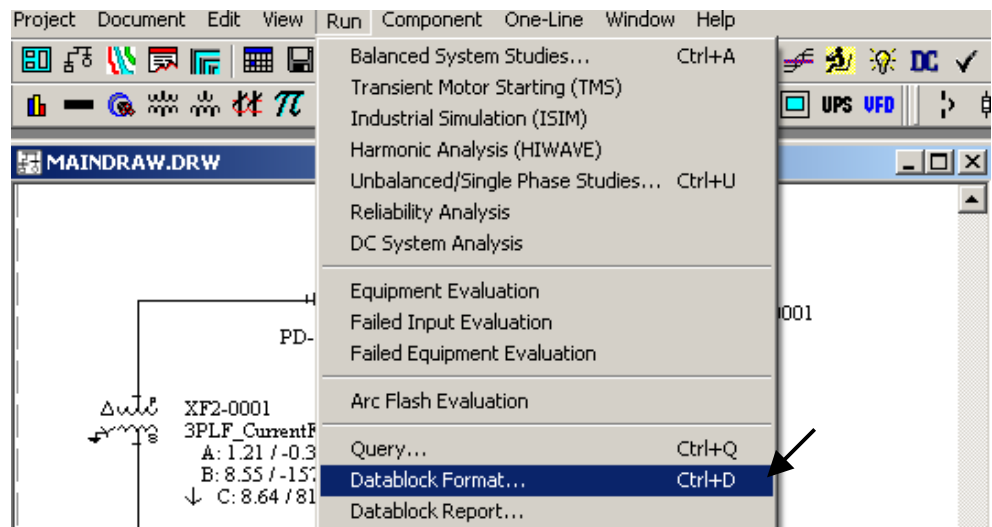 Project Document Edit View Run Component One-Line Window Help
π UPS VFD DC
MAINDRAW.DRW
Balanced System Studies... Ctrl+A
Transient Motor Starting (TMS)
Industrial Simulation (ISIM)
Harmonic Analysis (HIWAVE)
Unbalanced/Single Phase Studies... Ctrl+U
Reliability Analysis
DC System Analysis
Equipment Evaluation
Failed Input Evaluation
Failed Equipment Evaluation
Arc Flash Evaluation
Query... Ctrl+Q
Datablock Format... Ctrl+D
Datablock Report...
PD-
0001
XF2-0001
3PLF_CurrentF
A: 1.21 / -0.3
B: 8.55 / -157
C: 8.64 / 81